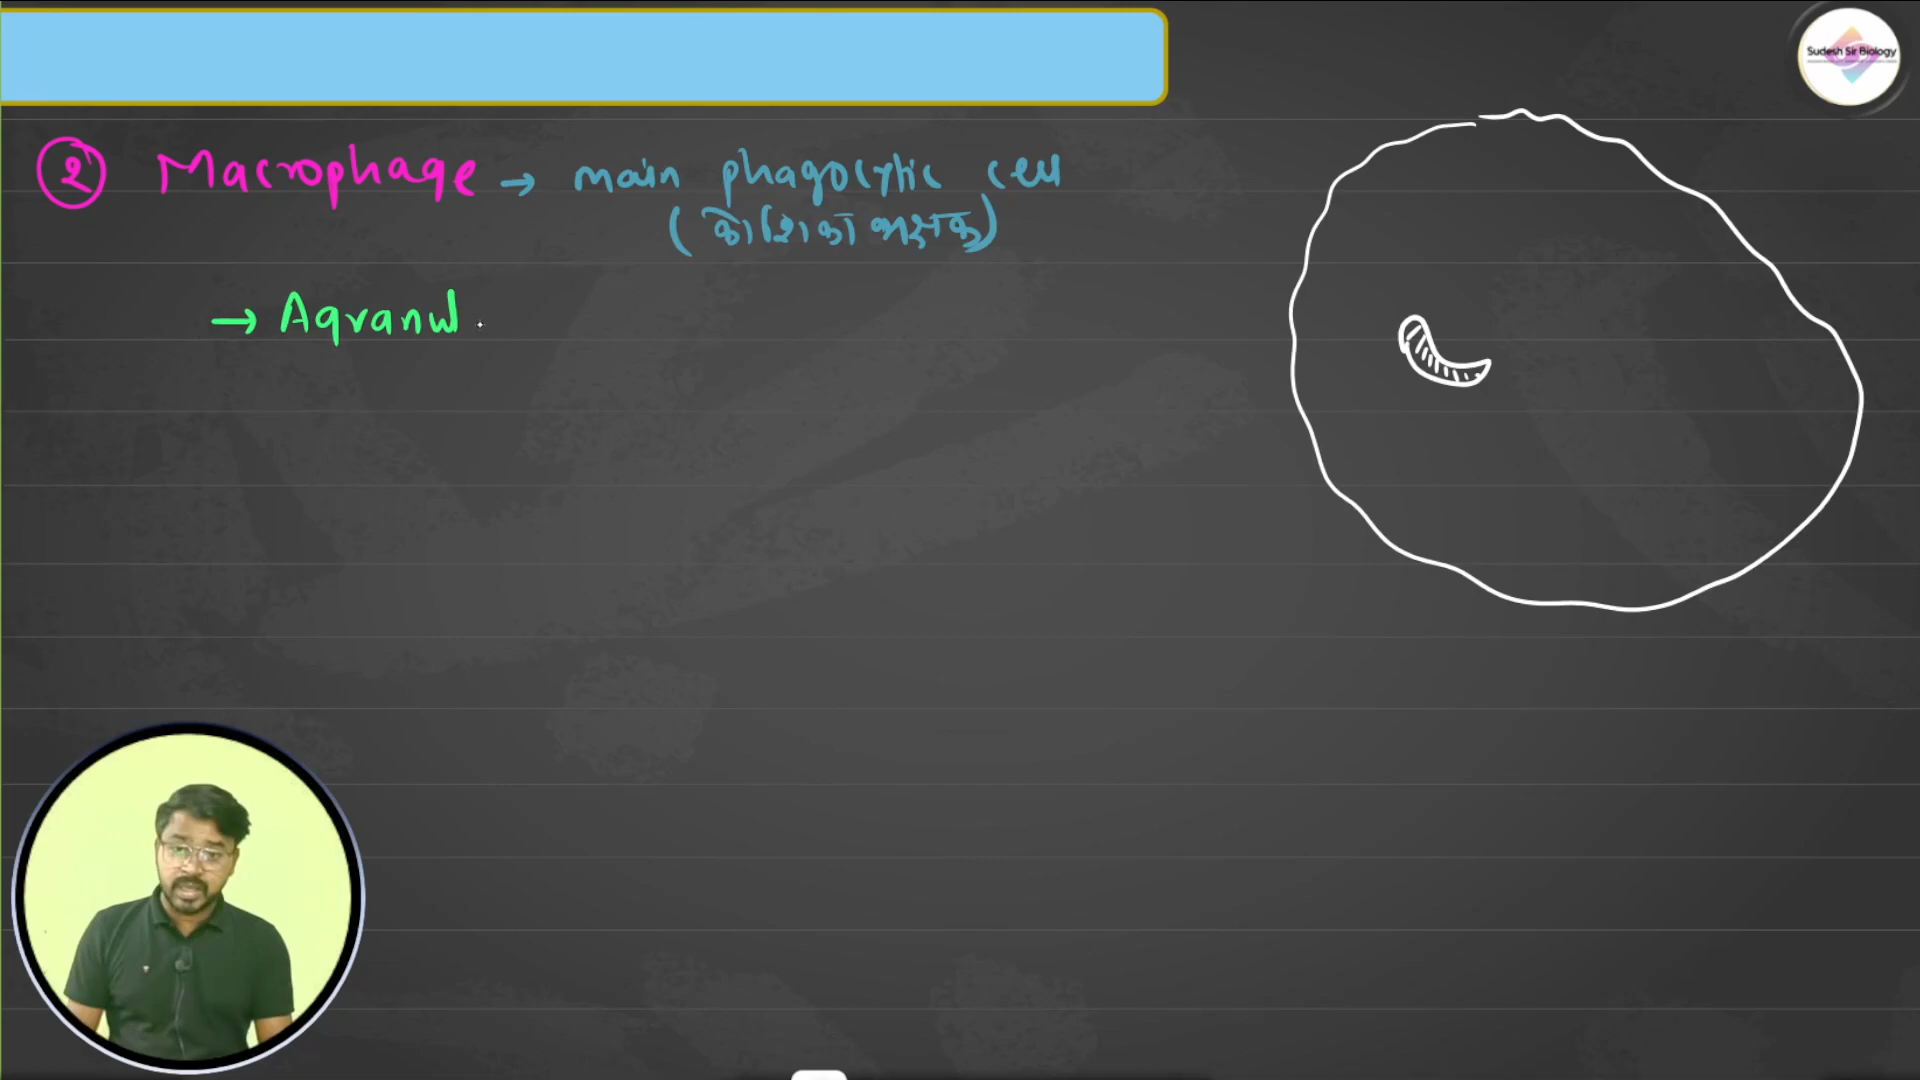 Sudesh Sir Biology
2 Macrophage → main phagocytic cell
(कोशिका भक्षक)
→ Agranul